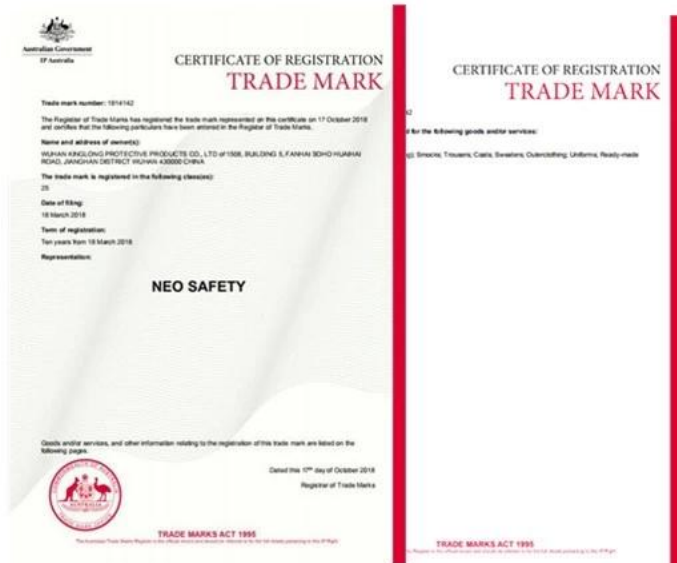 Australian Government
IP Australia
CERTIFICATE OF REGISTRATION
TRADE MARK
Trade mark number: 1914142
The Registrar of Trade Marks has registered the trade mark represented on this certificate on 17 October 2018
and certifies that the following particulars have been entered in the Register of Trade Marks.
Name and address of owner(s):
WUHAN KINGLONG PROTECTIVE PRODUCTS CO., LTD of 1508, BUILDING 5, FANHAI SOHO HUAIHAI
ROAD, JIANGHAN DISTRICT WUHAN 430000 CHINA
The trade mark is registered in the following class(es):
25
Date of filing:
18 March 2018
Term of registration:
Ten years from 18 March 2018
Representation:
NEO SAFETY
Goods and/or services, and other information relating to the registration of this trade mark are listed on the
following pages.
Dated this 17th day of October 2018
Registrar of Trade Marks
COMMONWEALTH OF AUSTRALIA
AUSTRALIA
TRADE MARKS OFFICE
TRADE MARKS ACT 1995
CERTIFICATE OF REGISTRATION
TRADE MARK
for the following goods and/or services:
Smocks; Trousers; Coats; Sweaters; Outerclothing; Uniforms; Ready-made
TRADE MARKS ACT 1995